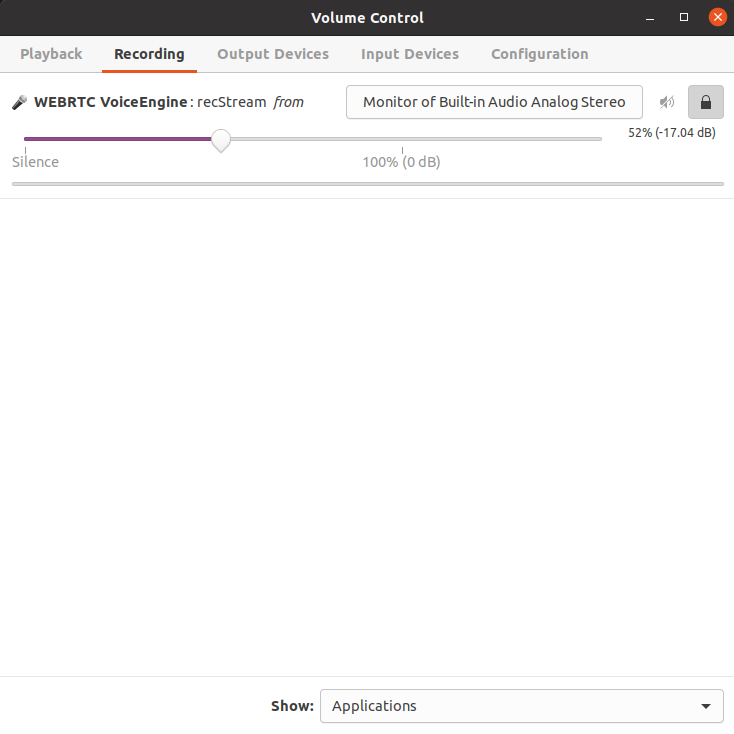 Volume Control
Playback Recording Output Devices Input Devices Configuration
WEBRTC VoiceEngine : recStream from Monitor of Built-in Audio Analog Stereo
52% (-17.04 dB)
Silence 100% (0 dB)
Show: Applications